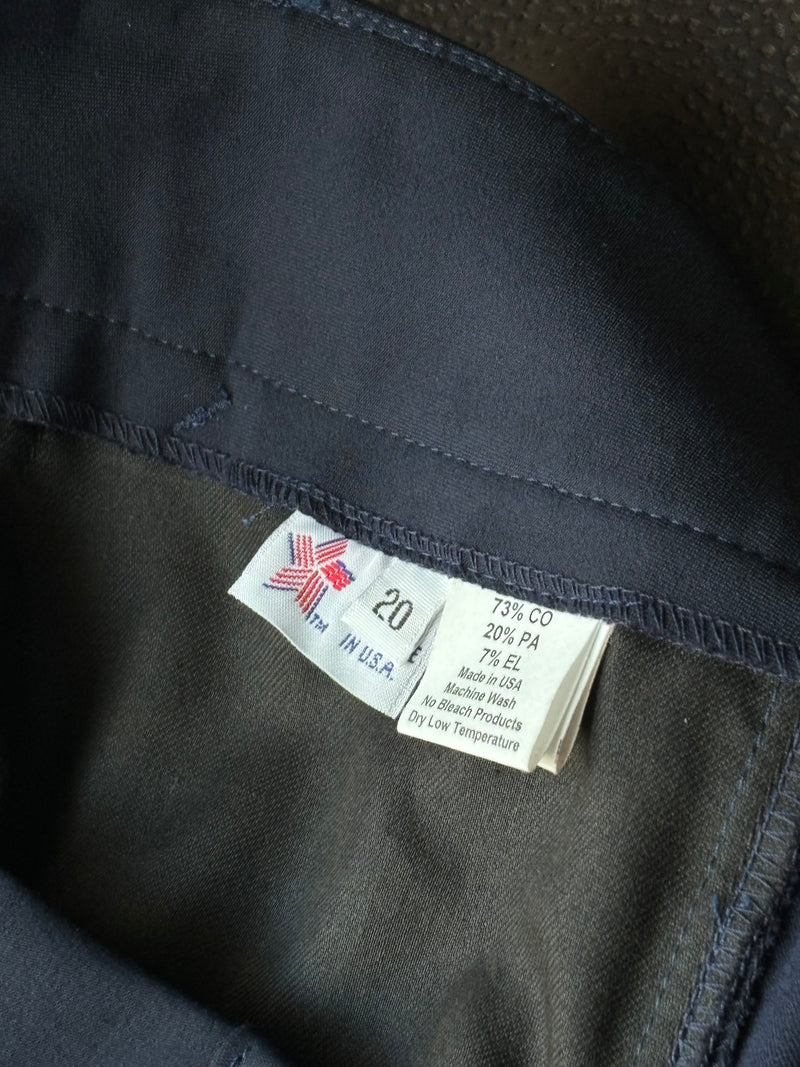 TM
IN U.S.A.
20
E
73% CO
20% PA
7% EL
Made in USA
Machine Wash
No Bleach Products
Dry Low Temperature